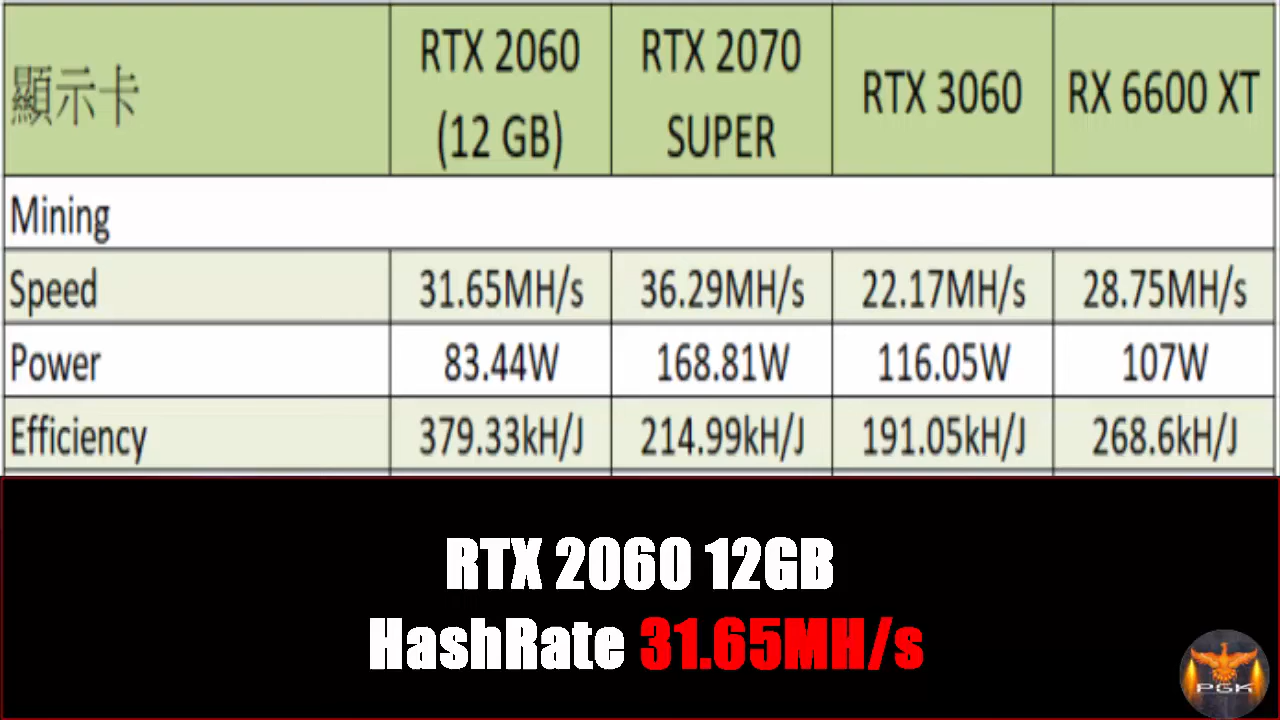 顯示卡 RTX 2060 (12 GB) RTX 2070 SUPER RTX 3060 RX 6600 XT
Mining
Speed 31.65MH/s 36.29MH/s 22.17MH/s 28.75MH/s
Power 83.44W 168.81W 116.05W 107W
Efficiency 379.33kH/J 214.99kH/J 191.05kH/J 268.6kH/J
RTX 2060 12GB
HashRate 31.65MH/s
PGK